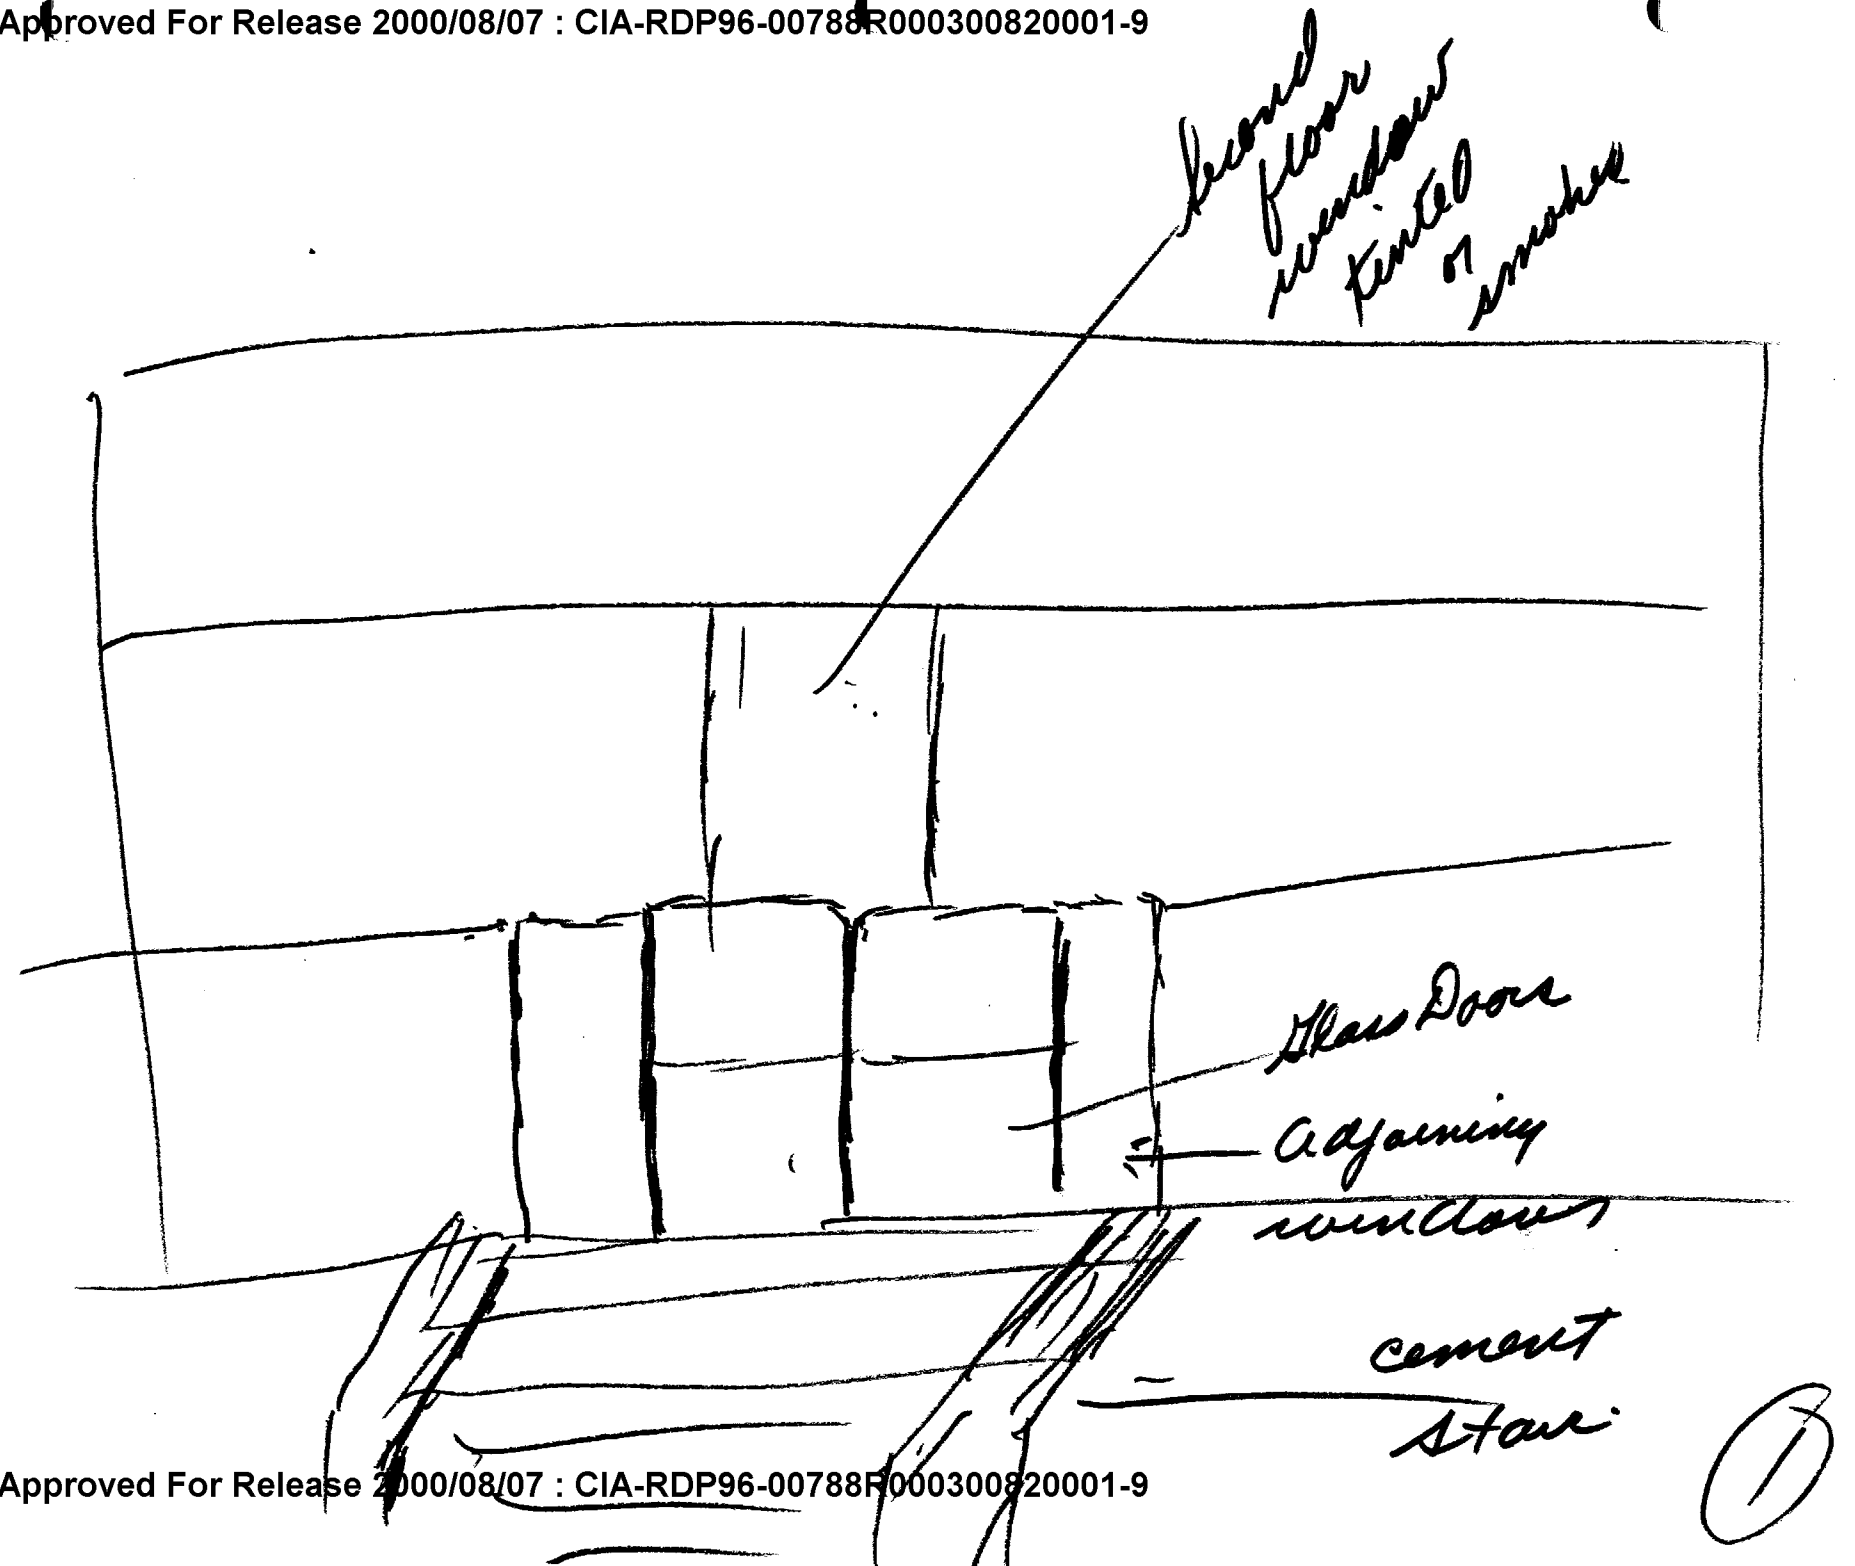 Approved For Release 2000/08/07 : CIA-RDP96-00788R000300820001-9
Second
floor
window
tinted
or
smoked
Glass Doors
Adjoining
windows
cement
stair
1
Approved For Release 2000/08/07 : CIA-RDP96-00788R000300820001-9